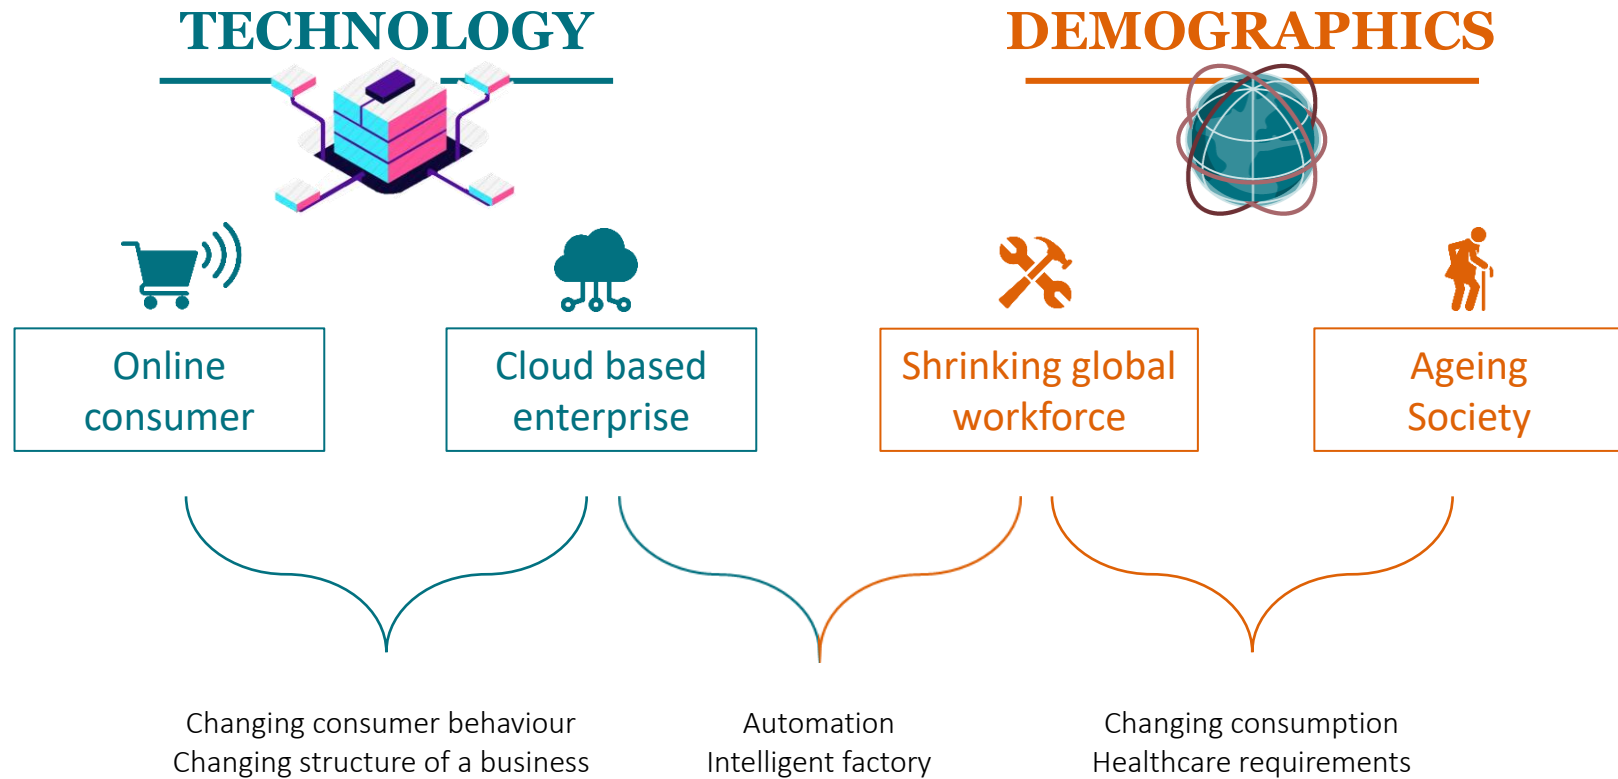 TECHNOLOGY
DEMOGRAPHICS
Online
consumer
Cloud based
enterprise
Shrinking global
workforce
Ageing
Society
Changing consumer behaviour
Changing structure of a business
Automation
Intelligent factory
Changing consumption
Healthcare requirements